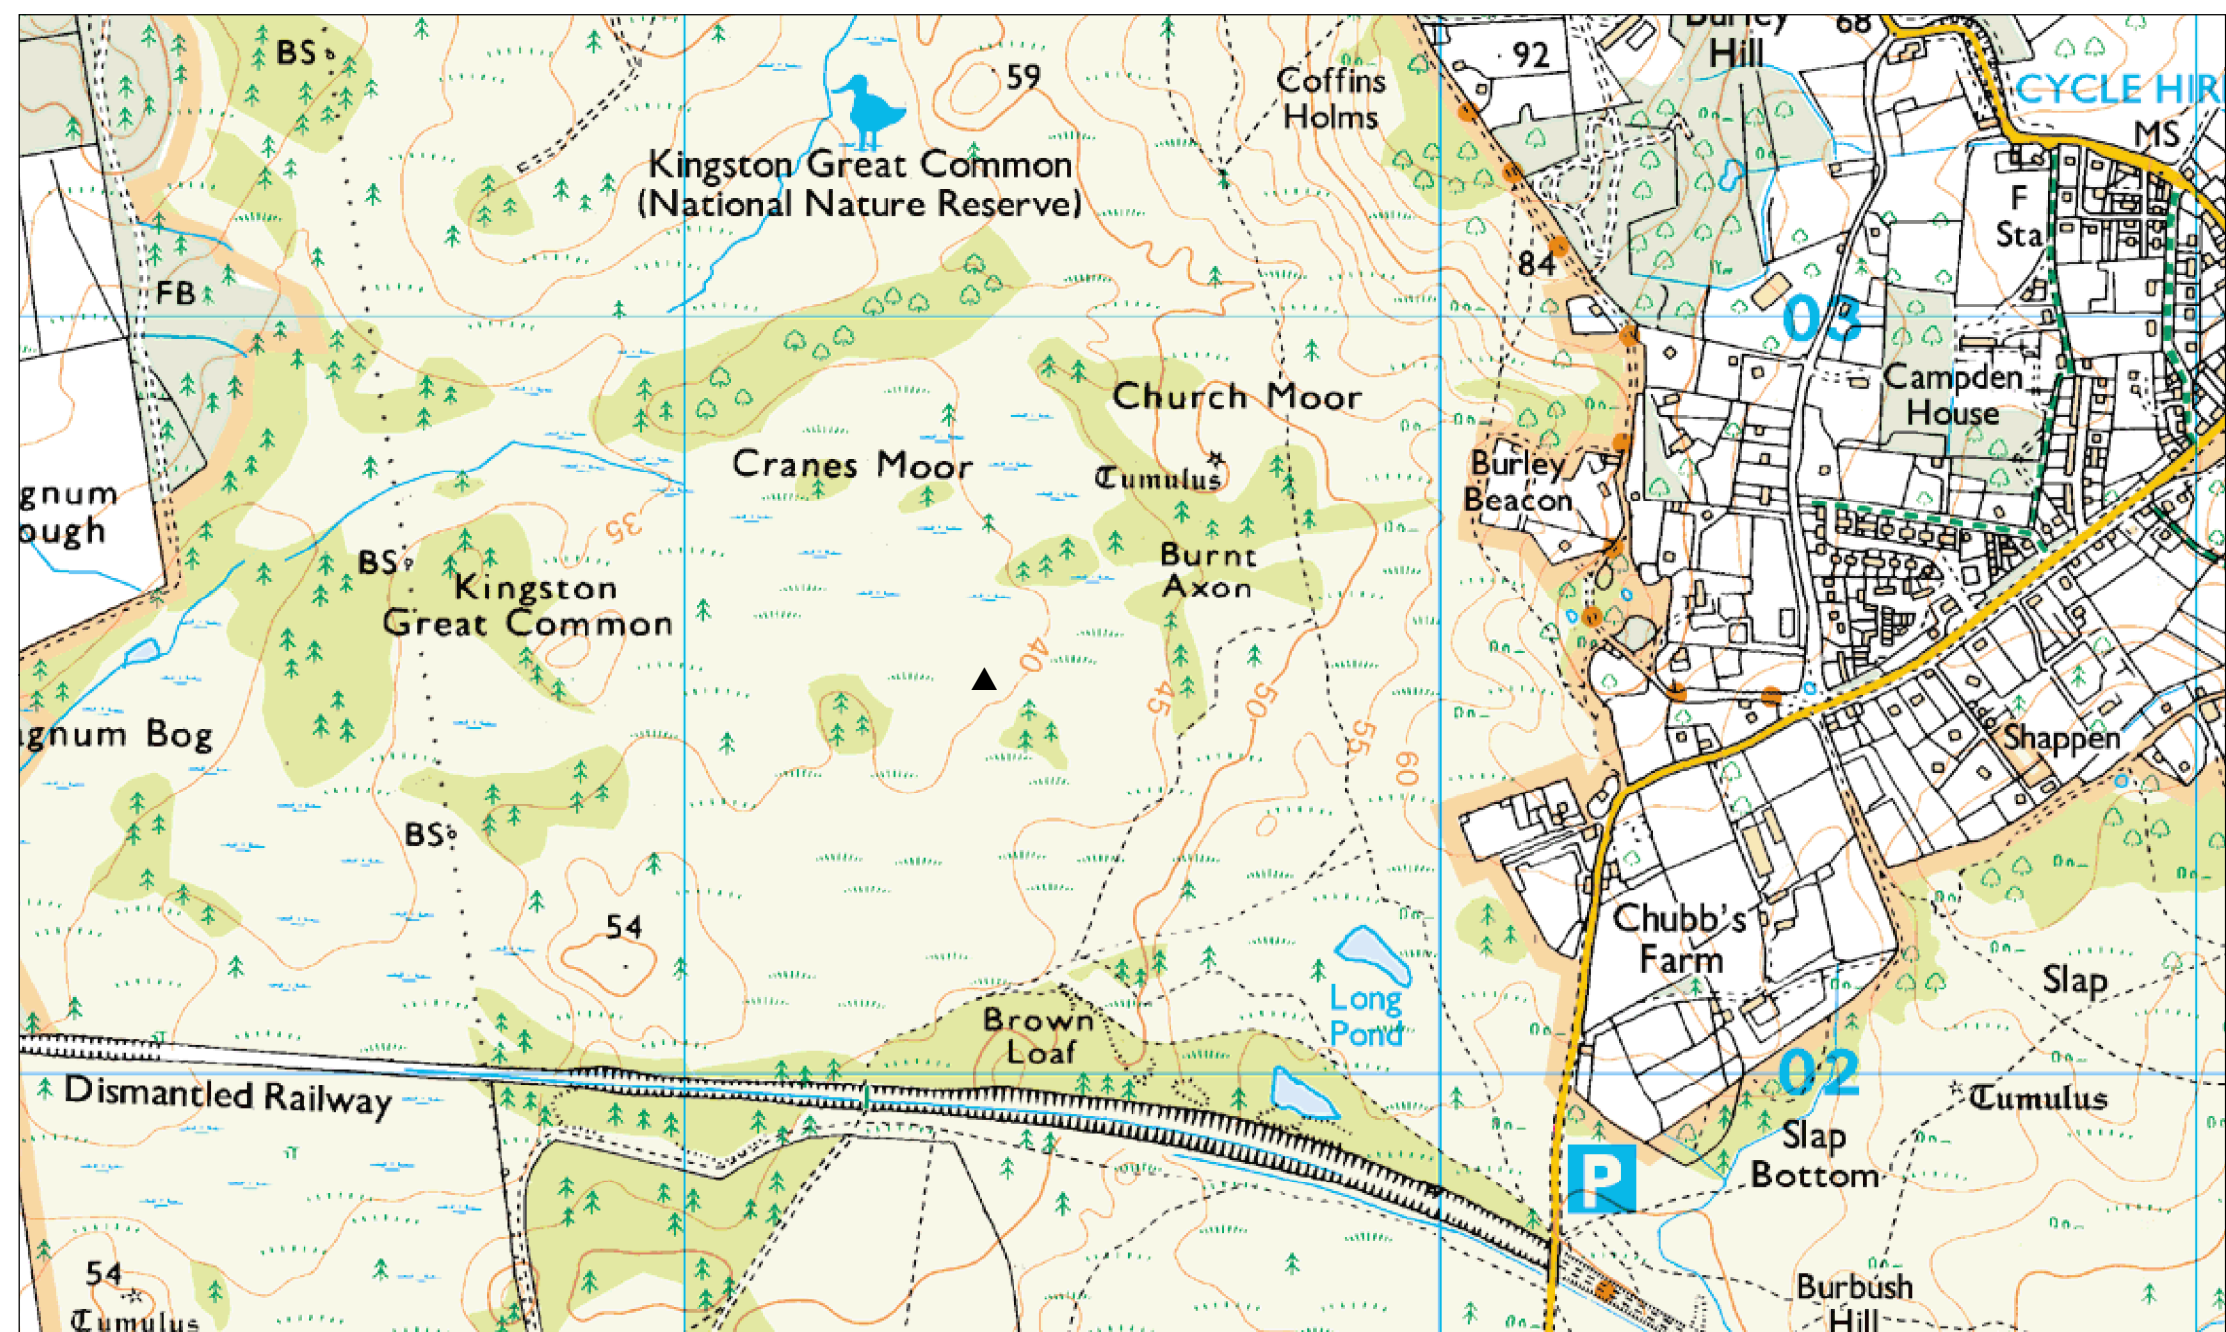 BS
59
Coffins
Holms
92
Burley
Hill
68
CYCLE HIR
MS
Kingston Great Common
(National Nature Reserve)
84
F
Sta
FB
03
Campden
House
Church Moor
Cranes Moor
Tumulus
Burley
Beacon
gnum
ough
35
BS
Kingston
Great Common
Burnt
Axon
40
45
50
55
60
gnum Bog
Shappen
BS
54
Chubb's
Farm
Slap
Long
Pond
Brown
Loaf
02
Dismantled Railway
Tumulus
Slap
Bottom
P
54
Tumulus
Burbush
Hill